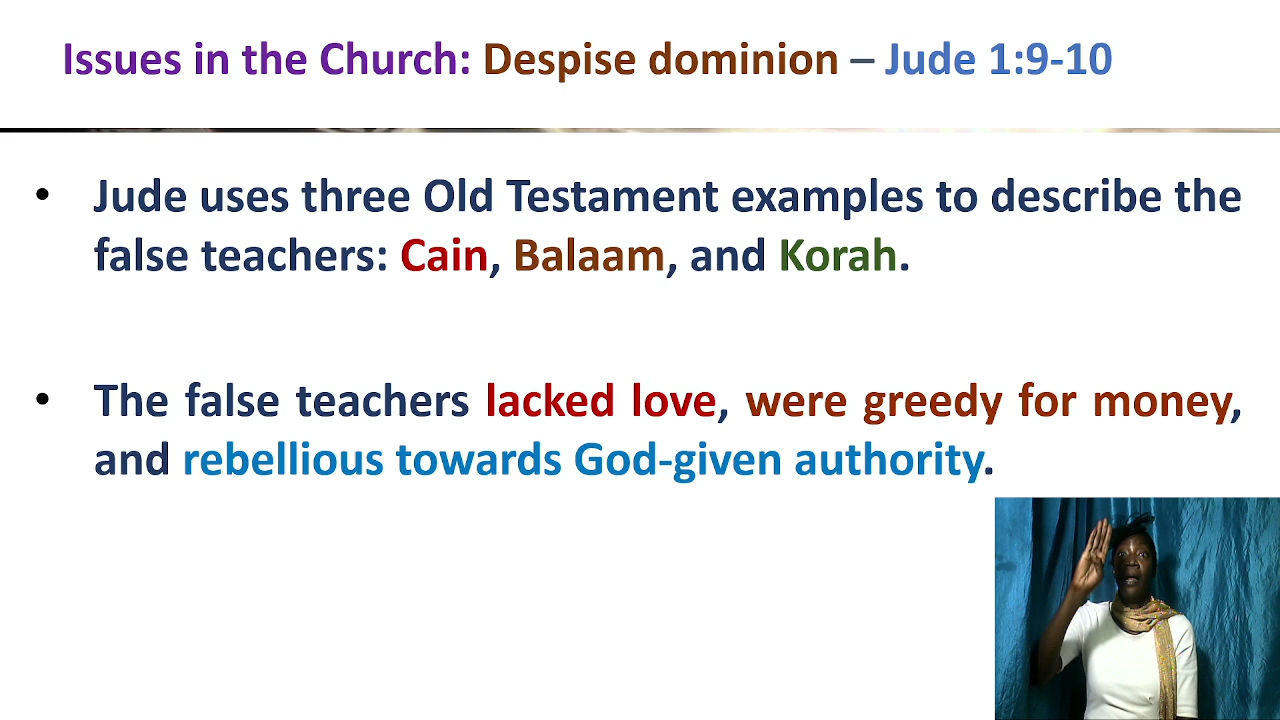 Issues in the Church: Despise dominion – Jude 1:9-10
• Jude uses three Old Testament examples to describe the
false teachers: Cain, Balaam, and Korah.
• The false teachers lacked love, were greedy for money,
and rebellious towards God-given authority.